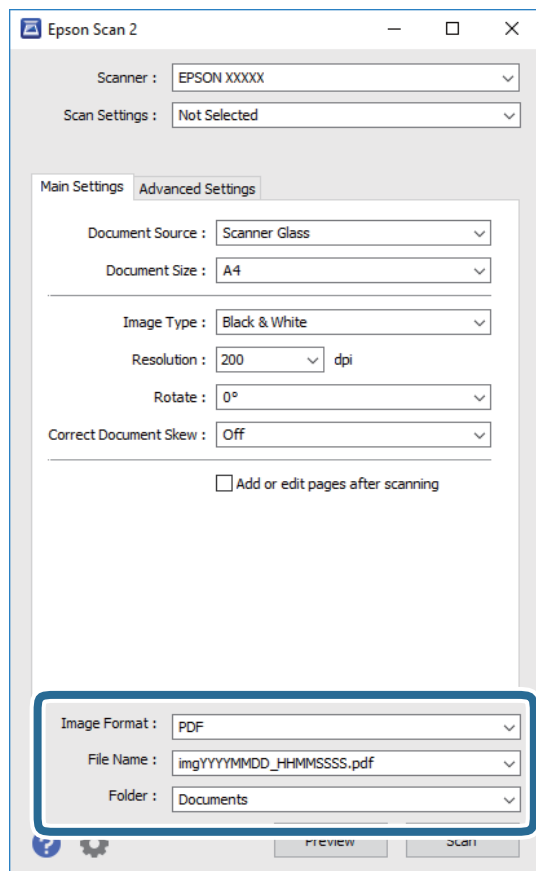 Epson Scan 2
Scanner : EPSON XXXXX
Scan Settings : Not Selected
Main Settings Advanced Settings
Document Source : Scanner Glass
Document Size : A4
Image Type : Black & White
Resolution : 200 dpi
Rotate : 0°
Correct Document Skew : Off
Add or edit pages after scanning
Image Format : PDF
File Name : imgYYYYMMDD_HHMMSSSS.pdf
Folder : Documents
? Preview Scan